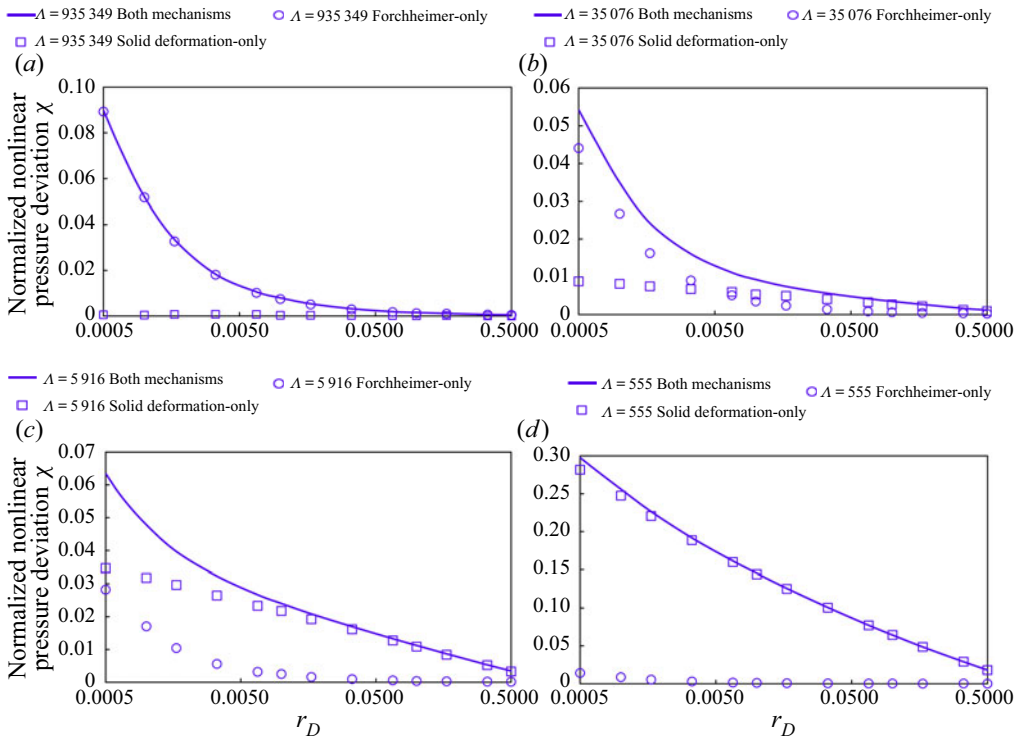 Λ = 935 349 Both mechanisms
Λ = 935 349 Forchheimer-only
Λ = 935 349 Solid deformation-only
Λ = 35 076 Both mechanisms
Λ = 35 076 Forchheimer-only
Λ = 35 076 Solid deformation-only
(a)
(b)
Normalized nonlinear
pressure deviation χ
0.10
0.08
0.06
0.04
0.02
0
0.0005
0.0050
0.5000
0.5000
0.06
0.05
0.04
0.03
0.02
0.01
0
0.0005
0.0050
0.5000
0.5000
Λ = 5 916 Both mechanisms
Λ = 5 916 Forchheimer-only
Λ = 5 916 Solid deformation-only
Λ = 555 Both mechanisms
Λ = 555 Forchheimer-only
Λ = 555 Solid deformation-only
(c)
(d)
Normalized nonlinear
pressure deviation χ
0.07
0.06
0.05
0.04
0.03
0.02
0.01
0
0.0005
0.0050
0.5000
0.5000
r_D
0.30
0.25
0.20
0.15
0.10
0.05
0
0.0005
0.0050
0.5000
0.5000
r_D